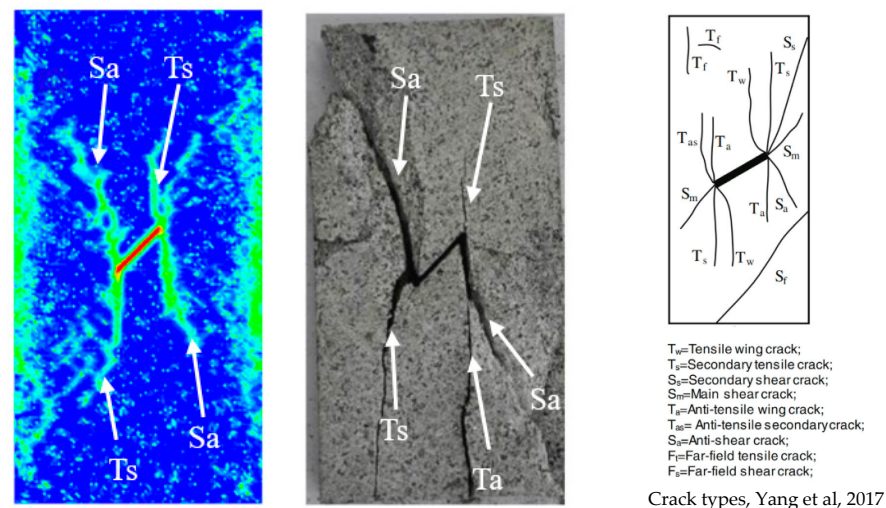 Sa
Ts
Ts
Sa
Sa
Ts
Ts
Sa
Ta
Tf
Tf
Ss
Tw
Ts
Tas
Ta
Sm
Sm
Ta
Sa
Ts
Tw
Sf
Tw=Tensile wing crack;
Ts=Secondary tensile crack;
Ss=Secondary shear crack;
Sm=Main shear crack;
Ta=Anti-tensile wing crack;
Tas= Anti-tensile secondary crack;
Sa=Anti-shear crack;
Ft=Far-field tensile crack;
Fs=Far-field shear crack;
Crack types, Yang et al, 2017